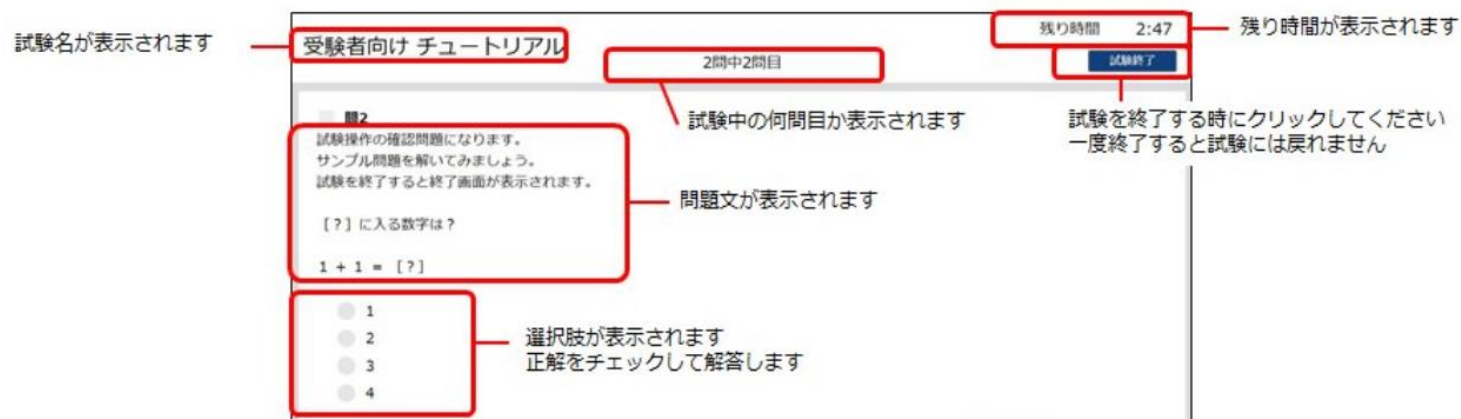 試験名が表示されます
受験者向け チュートリアル
残り時間 2:47
残り時間が表示されます
2問中2問目
試験終了
試験中の何問目か表示されます
試験を終了する時にクリックしてください
一度終了すると試験には戻れません
問2
試験操作の確認問題になります。
サンプル問題を解いてみましょう。
試験を終了すると終了画面が表示されます。
問題文が表示されます
[?] に入る数字は?
1 + 1 = [?]
1
2
3
4
選択肢が表示されます
正解をチェックして解答します